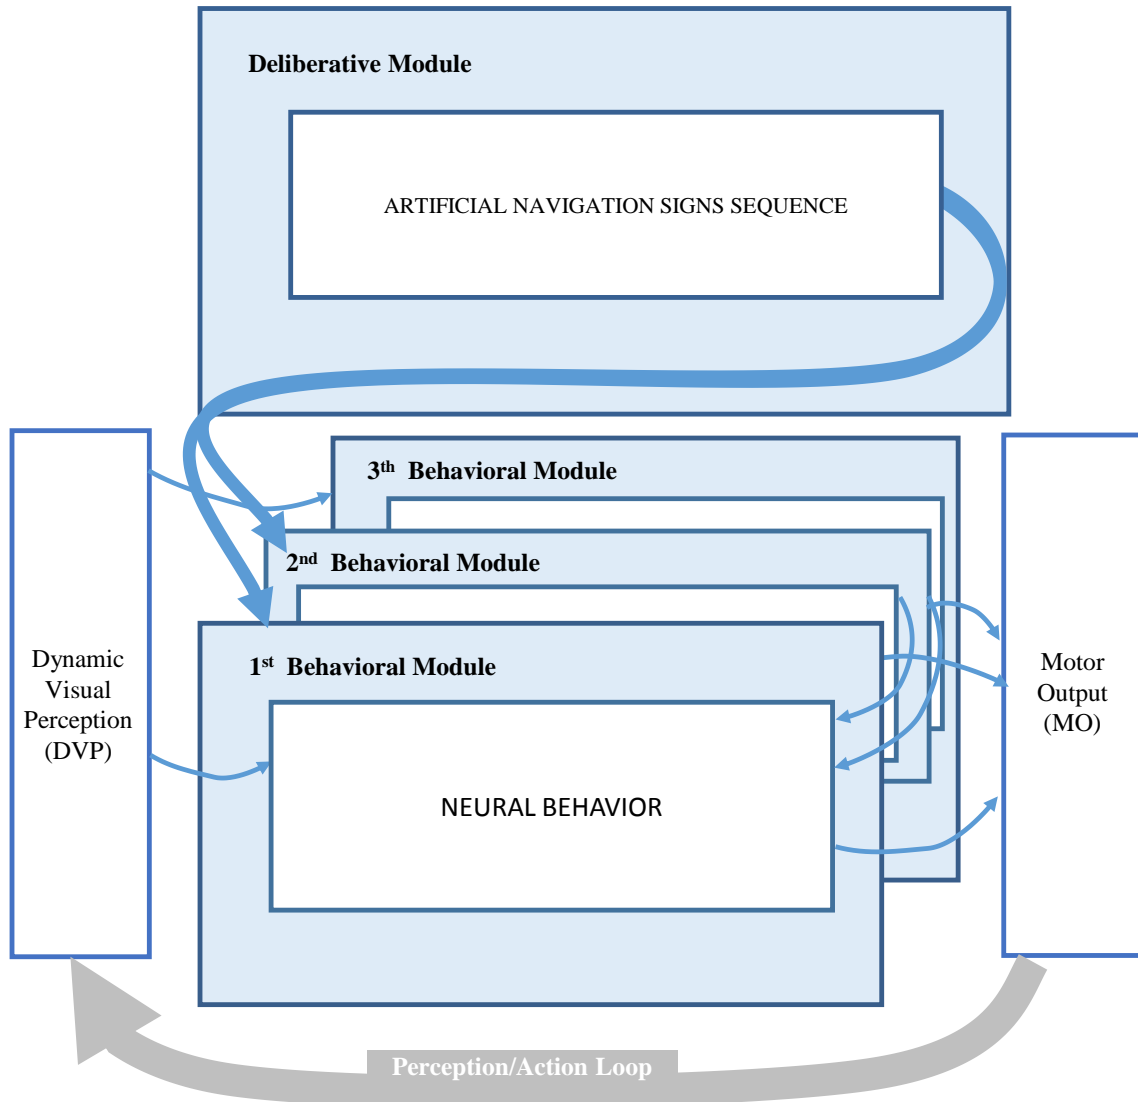 Deliberative Module
ARTIFICIAL NAVIGATION SIGNS SEQUENCE
3th Behavioral Module
2nd Behavioral Module
1st Behavioral Module
NEURAL BEHAVIOR
Dynamic
Visual
Perception
(DVP)
Motor
Output
(MO)
Perception/Action Loop